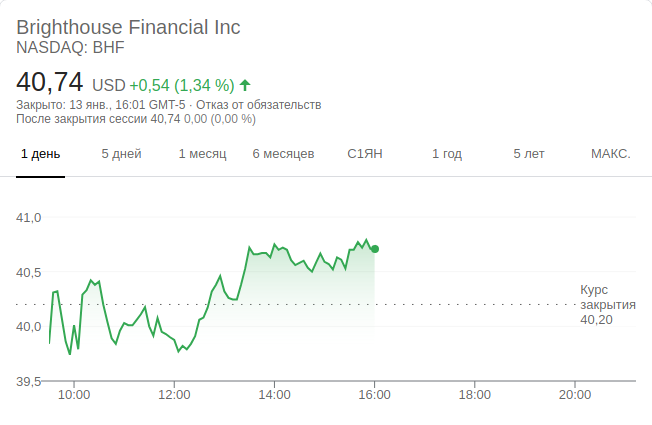 Brighthouse Financial Inc
NASDAQ: BHF
40,74 USD +0,54 (1,34 %)
Закрыто: 13 янв., 16:01 GMT-5 · Отказ от обязательств
После закрытия сессии 40,74 0,00 (0,00 %)
1 день 5 дней 1 месяц 6 месяцев С1ЯН 1 год 5 лет МАКС.
41,0
40,5
Курс
закрытия
40,20
40,0
39,5
10:00 12:00 14:00 16:00 18:00 20:00